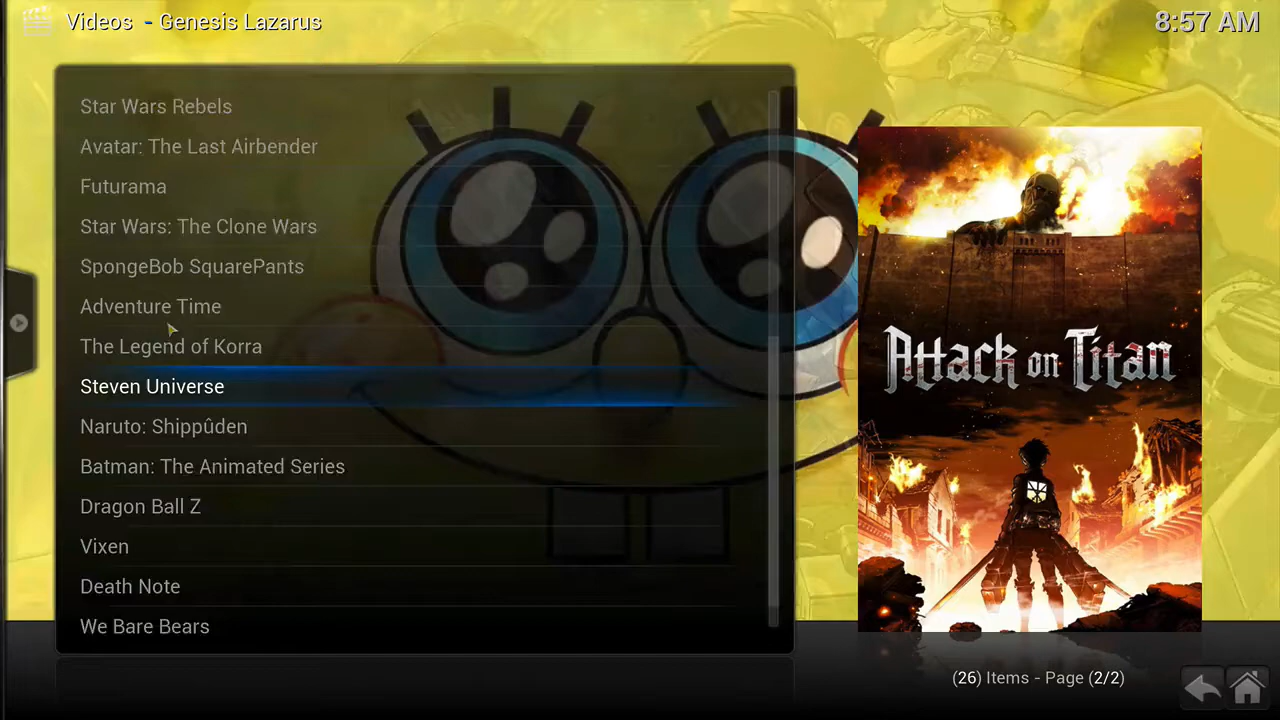 Videos - Genesis Lazarus
8:57 AM
Star Wars Rebels
Avatar: The Last Airbender
Futurama
Star Wars: The Clone Wars
SpongeBob SquarePants
Adventure Time
The Legend of Korra
Steven Universe
Naruto: Shippûden
Batman: The Animated Series
Dragon Ball Z
Vixen
Death Note
We Bare Bears
Attack on Titan
(26) Items - Page (2/2)